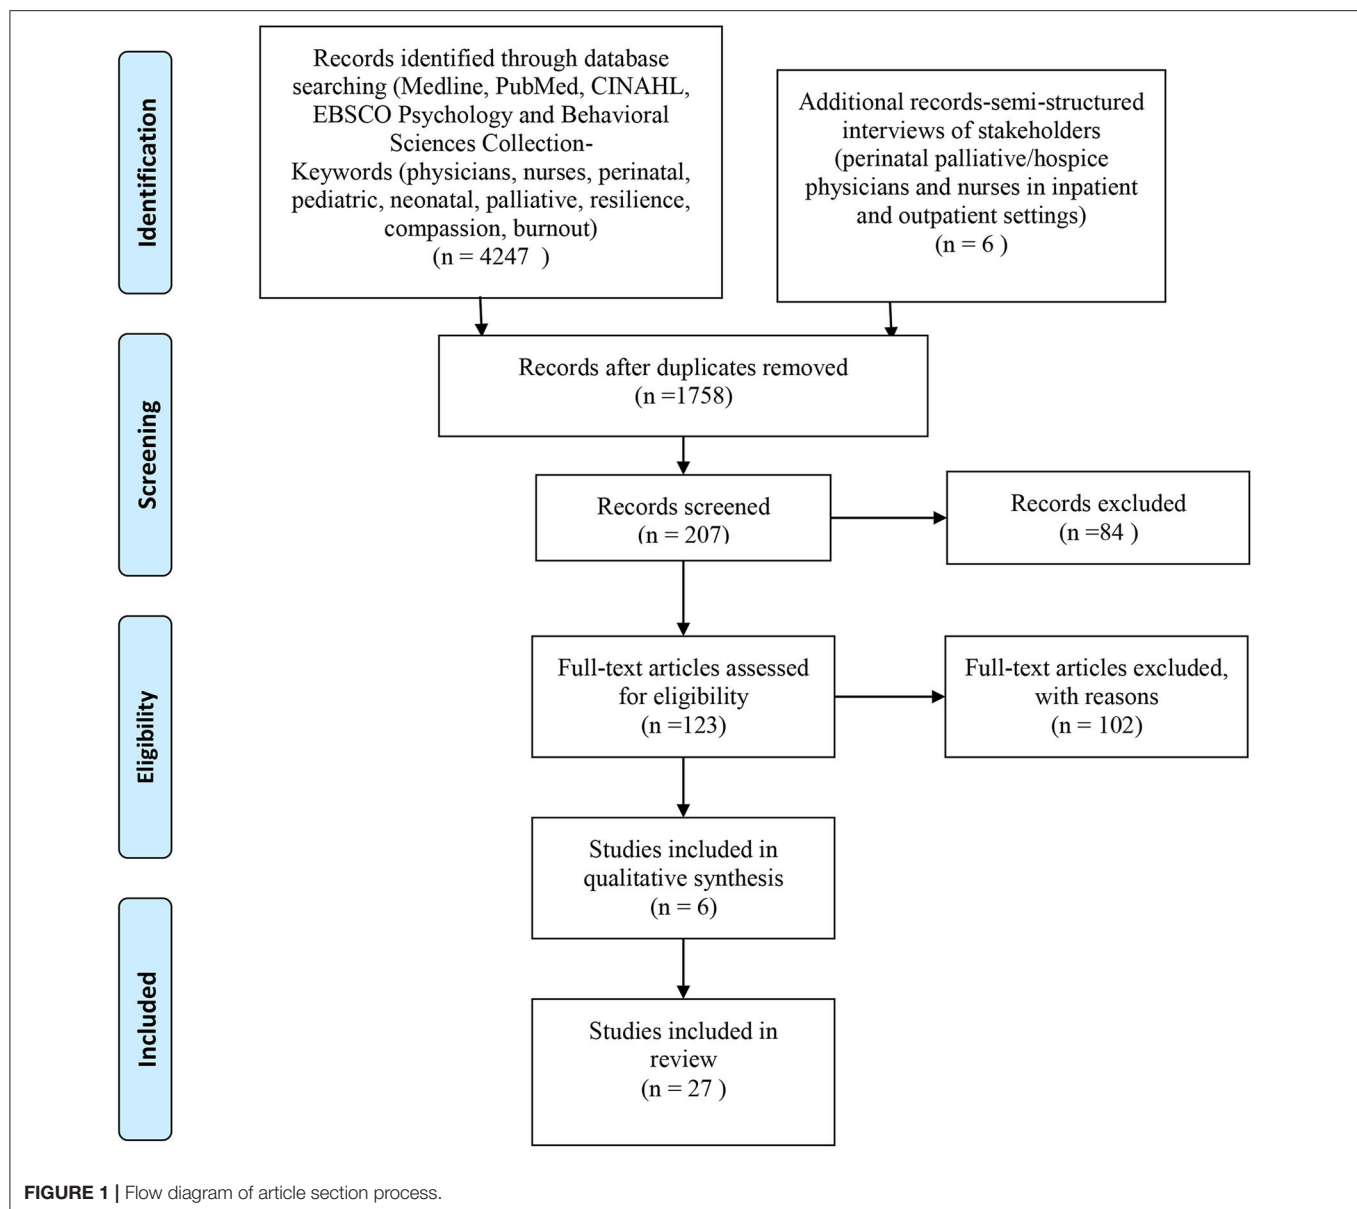 Identification
Records identified through database
searching (Medline, PubMed, CINAHL,
EBSCO Psychology and Behavioral
Sciences Collection-
Keywords (physicians, nurses, perinatal,
pediatric, neonatal, palliative, resilience,
compassion, burnout)
(n = 4247 )
Additional records-semi-structured
interviews of stakeholders
(perinatal palliative/hospice
physicians and nurses in inpatient
and outpatient settings)
(n = 6 )
Screening
Records after duplicates removed
(n =1758)
Records screened
(n = 207)
Records excluded
(n =84 )
Eligibility
Full-text articles assessed
for eligibility
(n =123)
Full-text articles excluded,
with reasons
(n = 102)
Studies included in
qualitative synthesis
(n = 6)
Included
Studies included in
review
(n = 27 )
FIGURE 1 | Flow diagram of article section process.